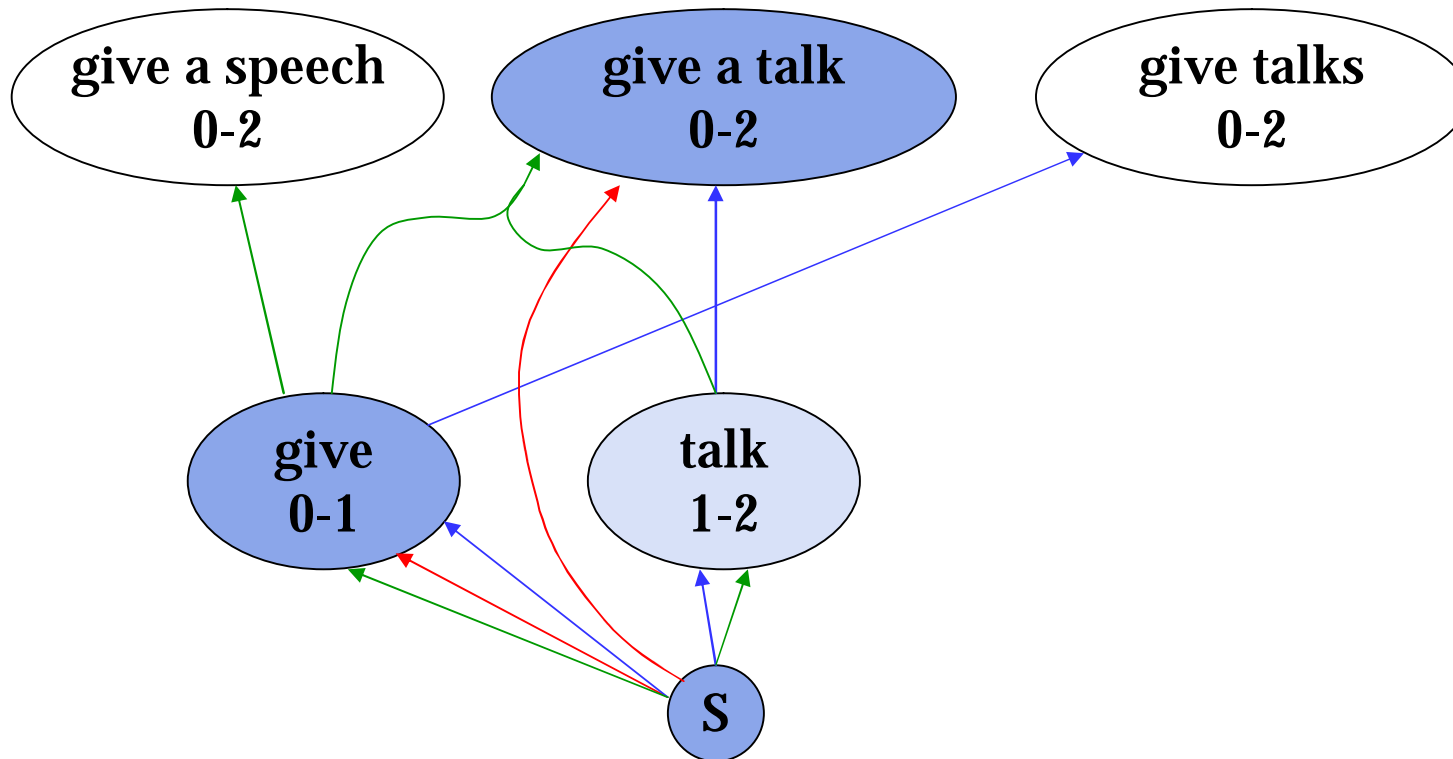 give a speech
0-2
give a talk
0-2
give talks
0-2
give
0-1
talk
1-2
S